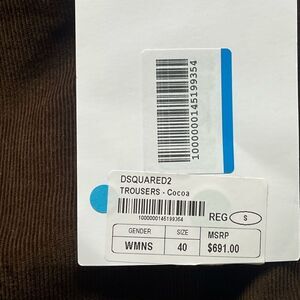 1000000145199354
DSQUARED2
TROUSERS - Cocoa
1000000145199354
REG S
GENDER SIZE MSRP
WMNS 40 $691.00